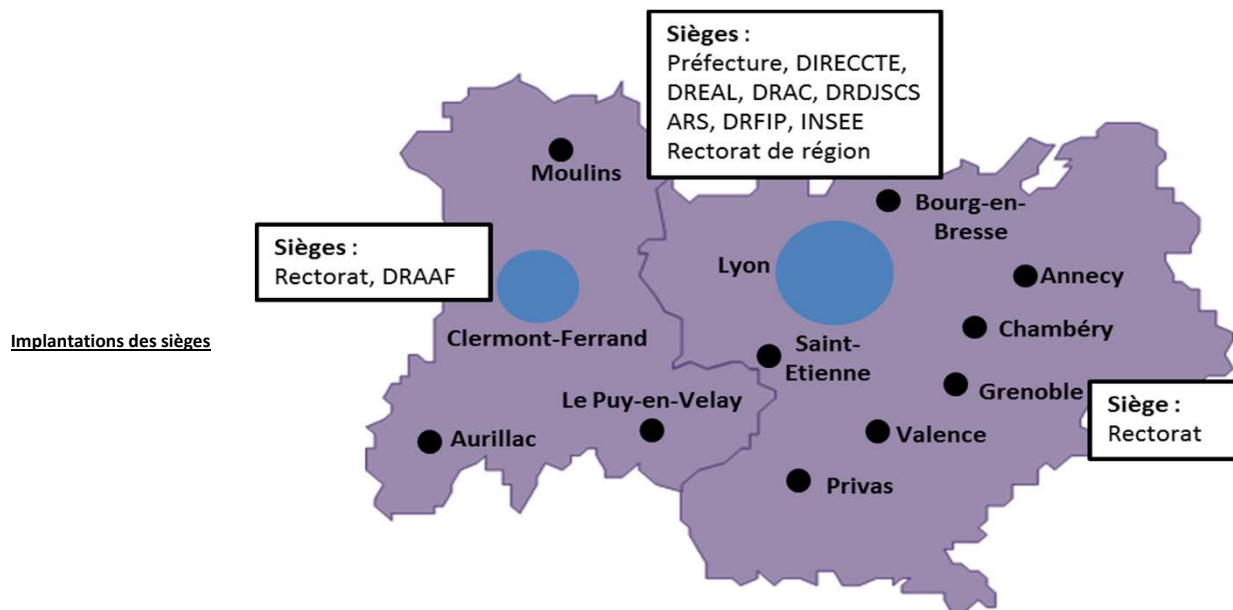 Sièges :
Préfecture, DIRECCTE,
DREAL, DRAC, DRDJSCS
ARS, DRFIP, INSEE
Rectorat de région
Moulins
Bourg-en-
Bresse
Sièges :
Rectorat, DRAAF
Lyon
Annecy
Clermont-Ferrand
Chambéry
Implantations des sièges
Saint-
Etienne
Le Puy-en-Velay
Grenoble
Siège :
Rectorat
Aurillac
Valence
Privas